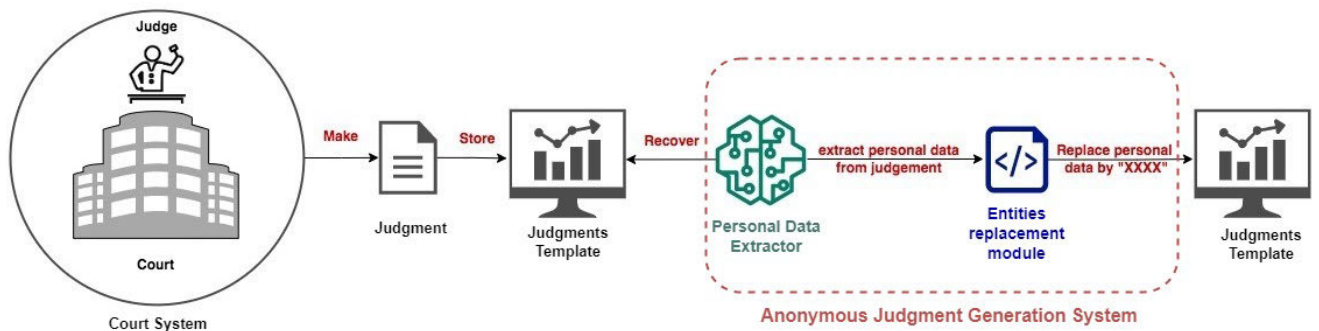 Judge
Court
Court System
Make
Judgment
Store
Judgments
Template
Recover
Personal Data
Extractor
extract personal data
from judgement
</>
Entities
replacement
module
Replace personal
data by "XXXX"
Judgments
Template
Anonymous Judgment Generation System